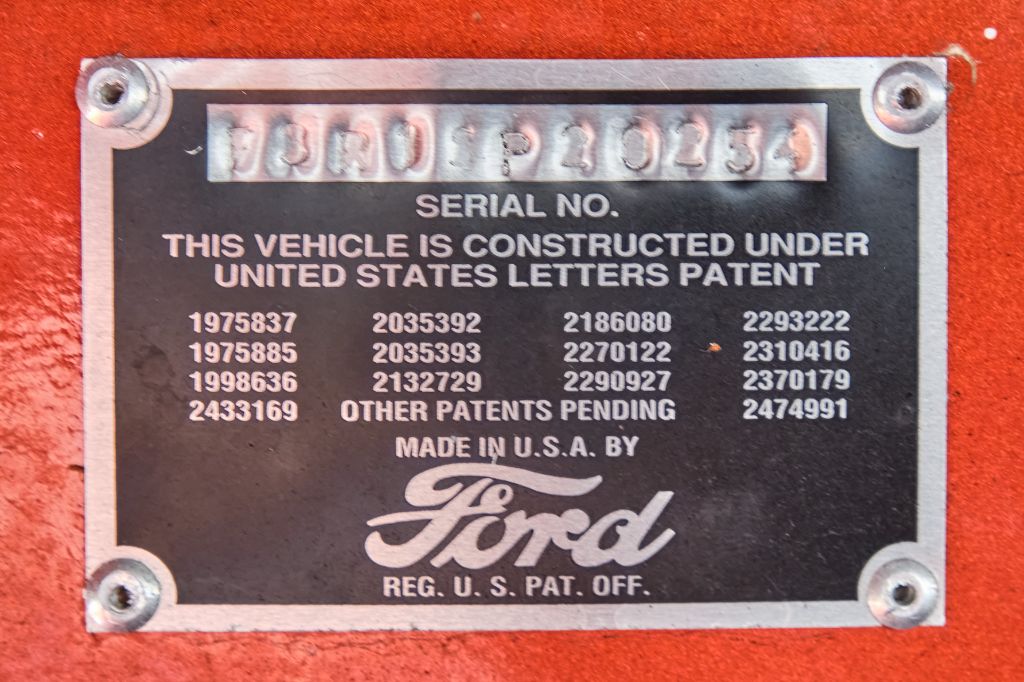 F3R1SP20254
SERIAL NO.
THIS VEHICLE IS CONSTRUCTED UNDER
UNITED STATES LETTERS PATENT
1975837 2035392 2186080 2293222
1975885 2035393 2270122 2310416
1998636 2132729 2290927 2370179
2433169 OTHER PATENTS PENDING 2474991
MADE IN U.S.A. BY
Ford
REG. U. S. PAT. OFF.